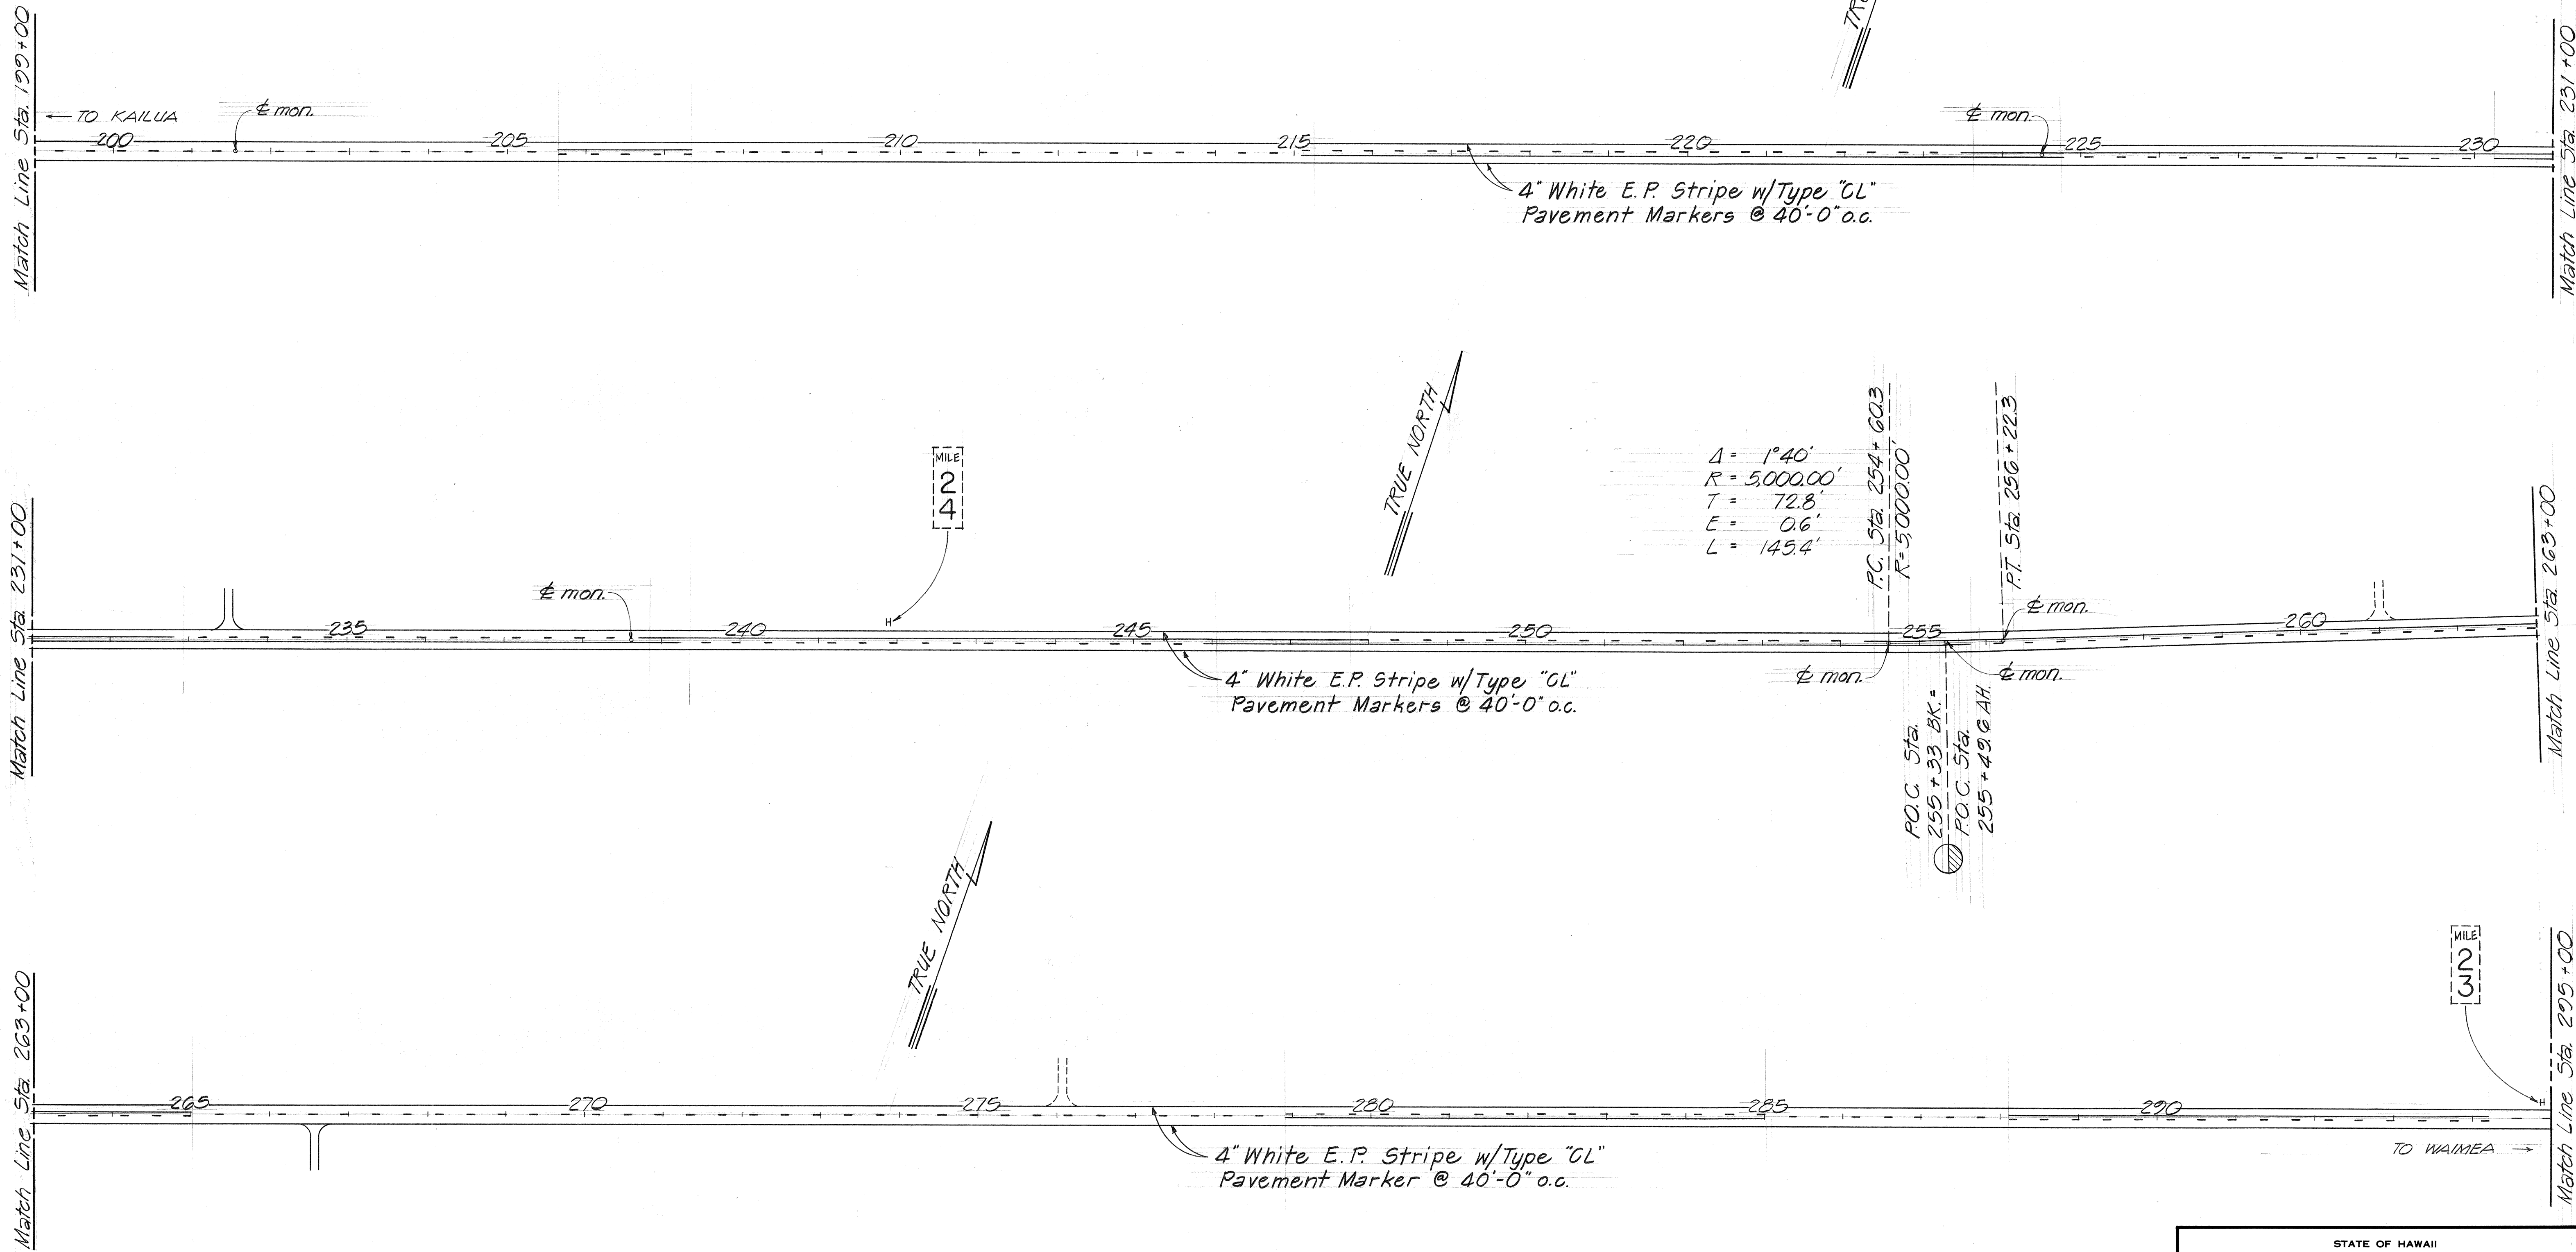 Match Line Sta. 199+00
← TO KAILUA
200
℄ mon.
205
210
215
220
℄ mon.
225
230
4" White E.P. Stripe w/Type "CL"
Pavement Markers @ 40'-0" o.c.
Match Line Sta. 231+00
Match Line Sta. 231+00
235
℄ mon.
240
MILE
2
4
H
245
TRUE NORTH
4" White E.P. Stripe w/Type "CL"
Pavement Markers @ 40'-0" o.c.
250
Δ = 1°40'
R = 5,000.00'
T = 72.8'
E = 0.6'
L = 145.4'
P.C. Sta. 254+60.3
R=5,000.00'
P.T. Sta. 256+22.3
255
℄ mon.
℄ mon.
℄ mon.
260
P.O.C. Sta.
255+33 BK.=
P.O.C. Sta.
255+49.6 AH.
Match Line Sta. 263+00
Match Line Sta. 263+00
265
270
TRUE NORTH
275
280
285
290
4" White E.P. Stripe w/Type "CL"
Pavement Marker @ 40'-0" o.c.
MILE
2
3
H
TO WAIMEA →
Match Line Sta. 295+00
STATE OF HAWAII